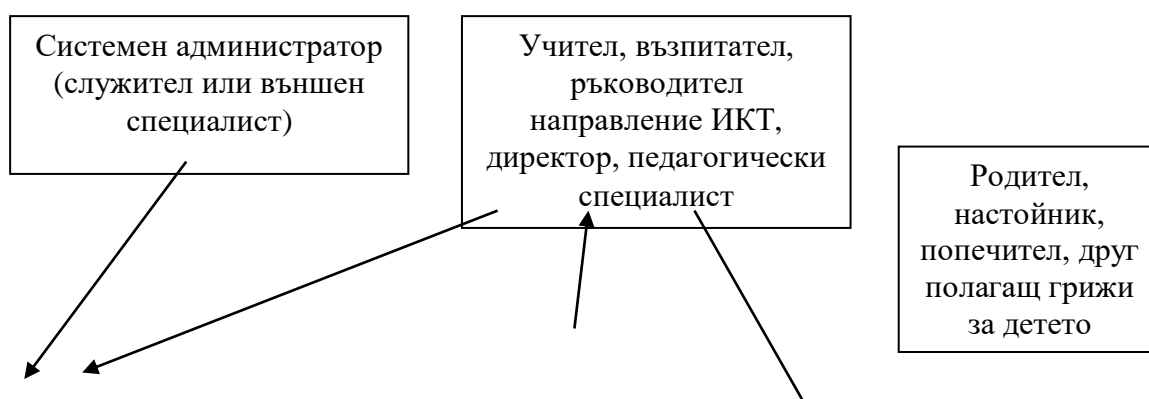 Системен администратор
(служител или външен
специалист)
Учител, възпитател,
ръководител
направление ИКТ,
директор, педагогически
специалист
Родител,
настойник,
попечител, друг
полагащ грижи
за детето